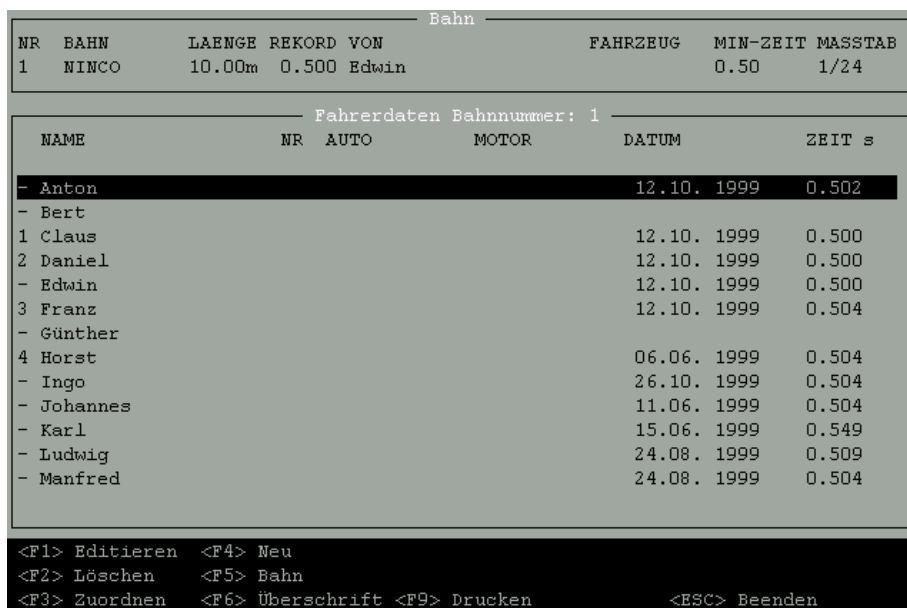 Bahn
NR BAHN LAENGE REKORD VON FAHRZEUG MIN-ZEIT MASSTAB
1 NINCO 10.00m 0.500 Edwin 0.50 1/24
Fahrerdaten Bahnnummer: 1
NAME NR AUTO MOTOR DATUM ZEIT s
- Anton 12.10. 1999 0.502
- Bert
1 Claus 12.10. 1999 0.500
2 Daniel 12.10. 1999 0.500
- Edwin 12.10. 1999 0.500
3 Franz 12.10. 1999 0.504
- Günther
4 Horst 06.06. 1999 0.504
- Ingo 26.10. 1999 0.504
- Johannes 11.06. 1999 0.504
- Karl 15.06. 1999 0.549
- Ludwig 24.08. 1999 0.509
- Manfred 24.08. 1999 0.504
<F1> Editieren <F4> Neu
<F2> Löschen <F5> Bahn
<F3> Zuordnen <F6> Überschrift <F9> Drucken <ESC> Beenden